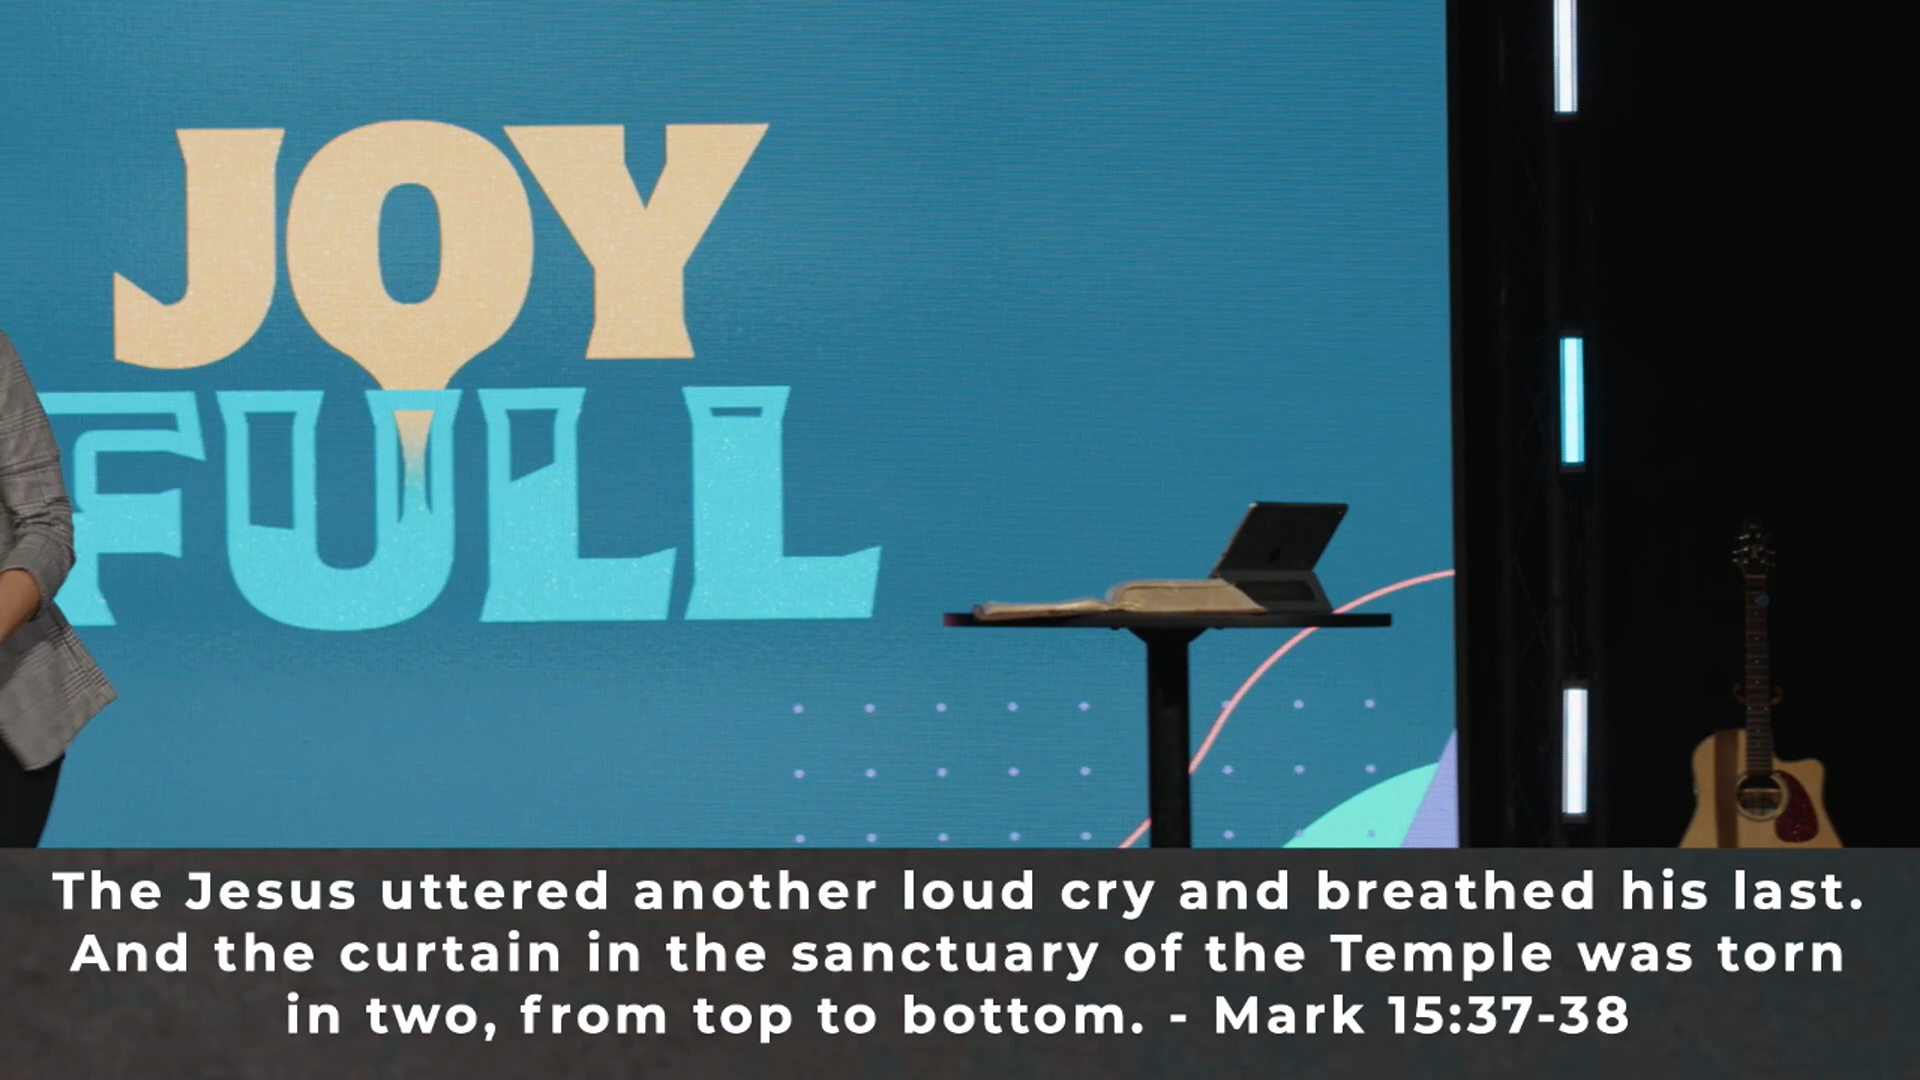 JOY
FULL
The Jesus uttered another loud cry and breathed his last.
And the curtain in the sanctuary of the Temple was torn
in two, from top to bottom. - Mark 15:37-38